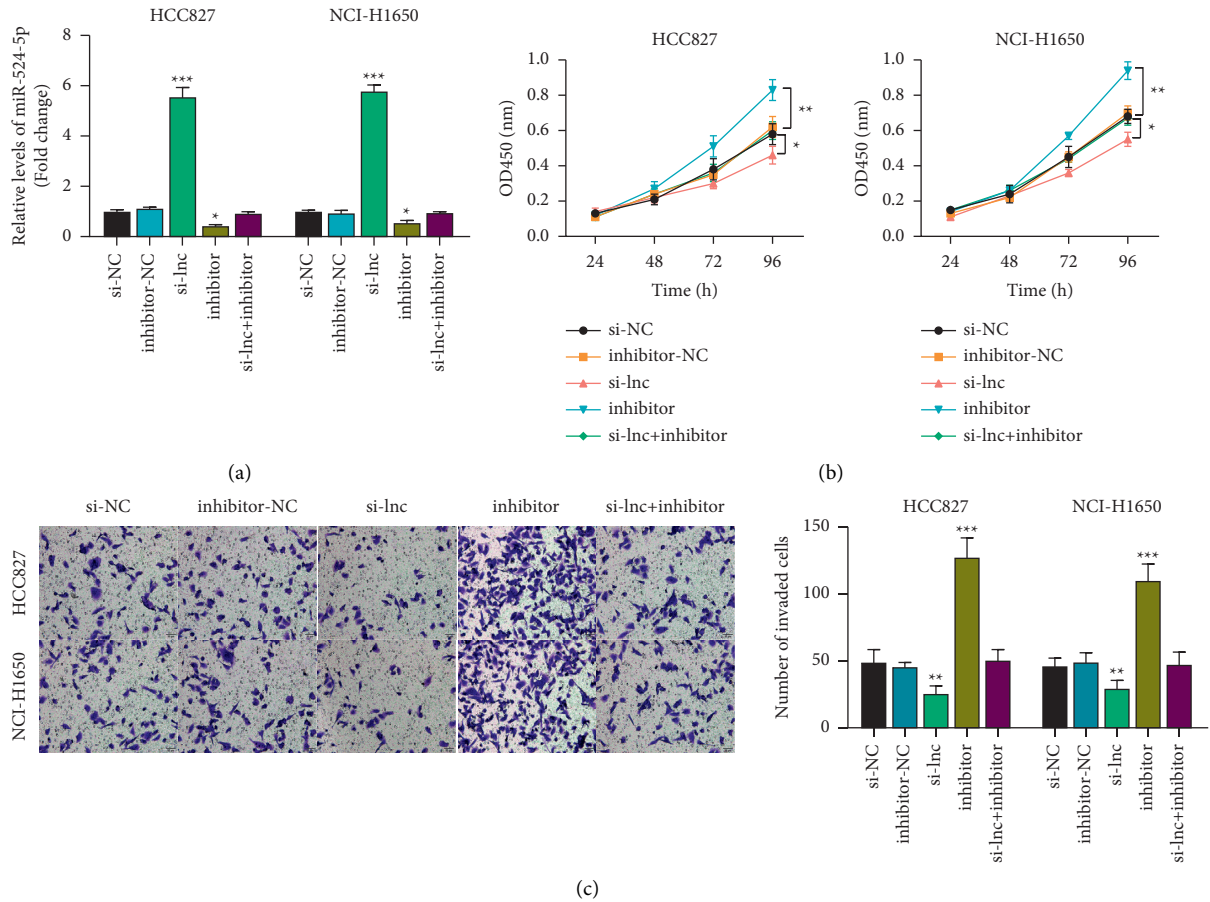 HCC827
NCI-H1650
Relative levels of miR-524-5p
(Fold change)
8
6
4
2
0
***
*
***
*
si-NC
inhibitor-NC
si-lnc
inhibitor
si-lnc+inhibitor
si-NC
inhibitor-NC
si-lnc
inhibitor
si-lnc+inhibitor
(a)
HCC827
OD450 (nm)
1.0
0.8
0.6
0.4
0.2
0.0
**
*
24 48 72 96
Time (h)
si-NC
inhibitor-NC
si-lnc
inhibitor
si-lnc+inhibitor
NCI-H1650
OD450 (nm)
1.0
0.8
0.6
0.4
0.2
0.0
**
*
24 48 72 96
Time (h)
si-NC
inhibitor-NC
si-lnc
inhibitor
si-lnc+inhibitor
(b)
si-NC inhibitor-NC si-lnc inhibitor si-lnc+inhibitor
HCC827
NCI-H1650
HCC827
NCI-H1650
Number of invaded cells
150
100
50
0
**
***
**
***
si-NC
inhibitor-NC
si-lnc
inhibitor
si-lnc+inhibitor
si-NC
inhibitor-NC
si-lnc
inhibitor
si-lnc+inhibitor
(c)